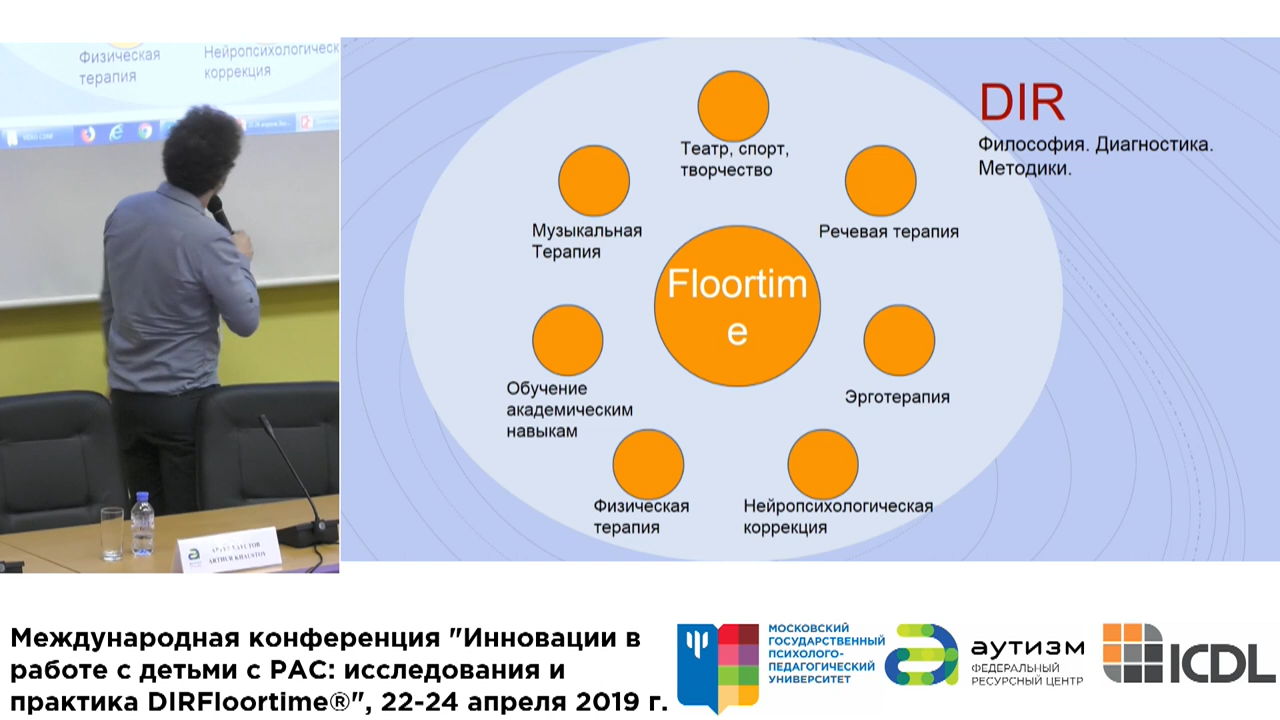 Физическая
терапия
Нейропсихологическ
коррекция
DIR
Философия. Диагностика.
Методики.
Театр, спорт,
творчество
Музыкальная
Терапия
Речевая терапия
Floortim
e
Обучение
академическим
навыкам
Эрготерапия
Физическая
терапия
Нейропсихологическая
коррекция
ARTHUR KHAUSTOV
Международная конференция "Инновации в
работе с детьми с РАС: исследования и
практика DIRFloortime®", 22-24 апреля 2019 г.
МОСКОВСКИЙ
ГОСУДАРСТВЕННЫЙ
ПСИХОЛОГО-
ПЕДАГОГИЧЕСКИЙ
УНИВЕРСИТЕТ
аутизм
ФЕДЕРАЛЬНЫЙ
РЕСУРСНЫЙ ЦЕНТР
ICDL